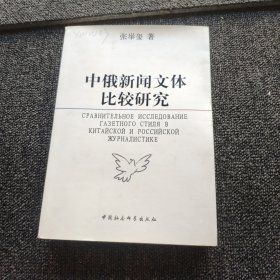 张举玺 著
中俄新闻文体
比较研究
СРАВНИТЕЛЬНОЕ ИССЛЕДОВАНИЕ
ГАЗЕТНОГО СТИЛЯ В
КИТАЙСКОЙ И РОССИЙСКОЙ
ЖУРНАЛИСТИКЕ
中国社会科学出版社